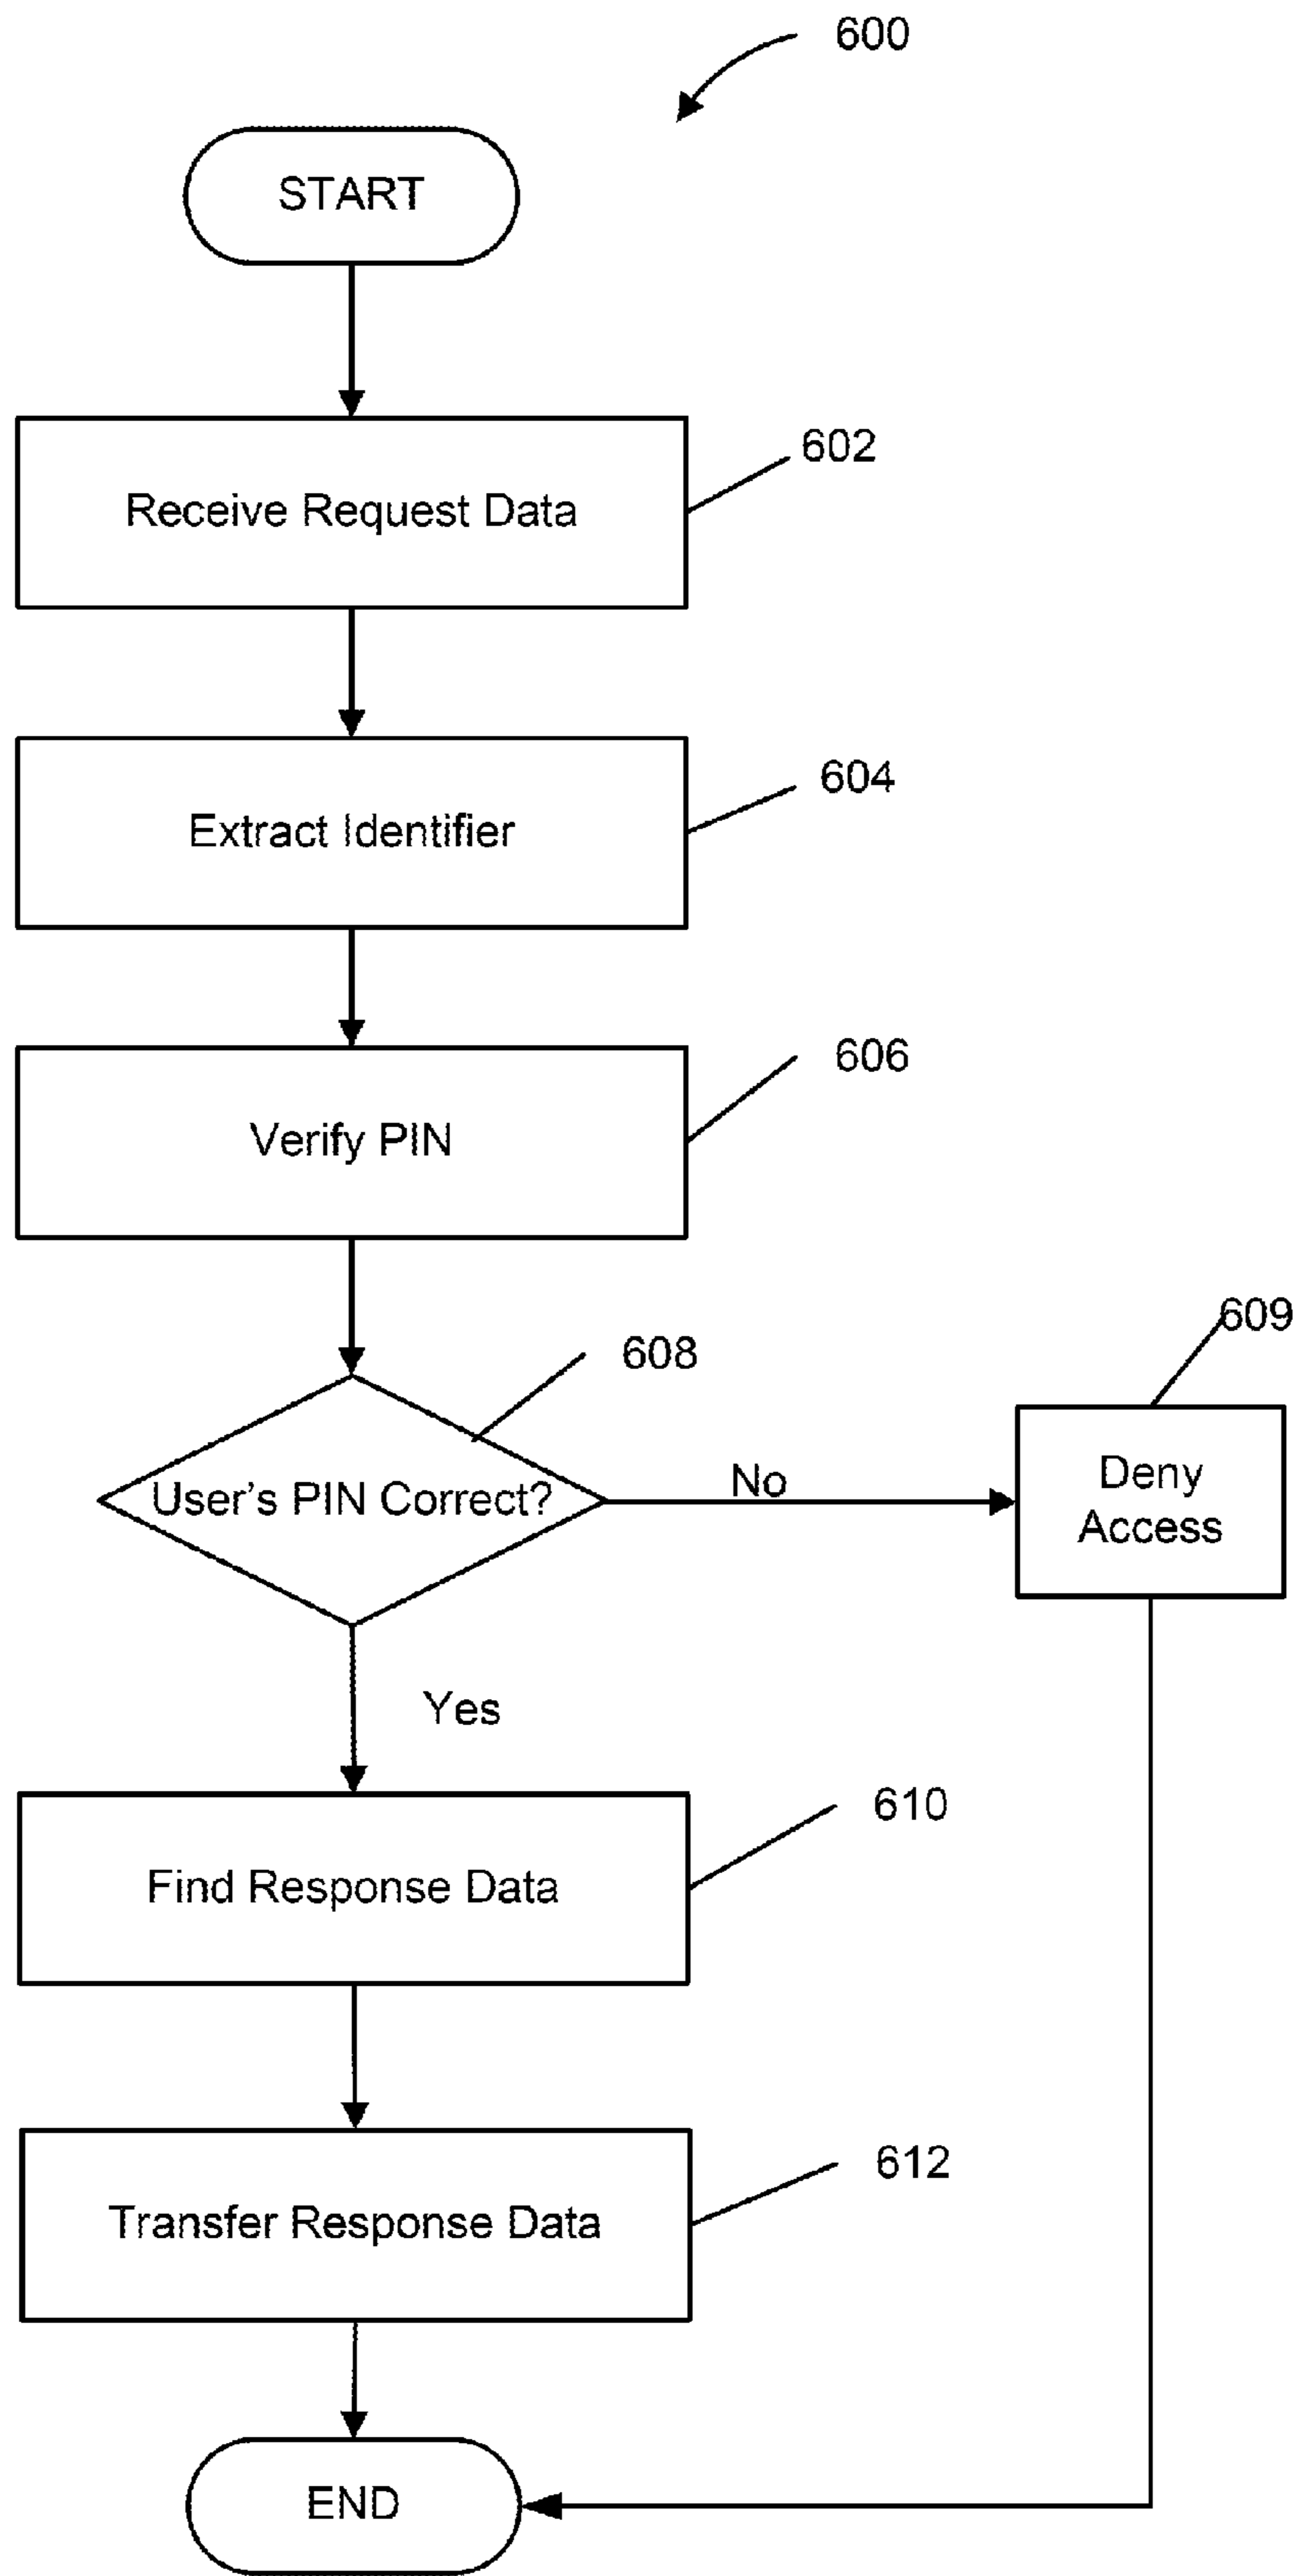 600
START
602
Receive Request Data
604
Extract Identifier
606
Verify PIN
609
608
Deny
Access
User's PIN Correct?
No
Yes
610
Find Response Data
612
Transfer Response Data
END